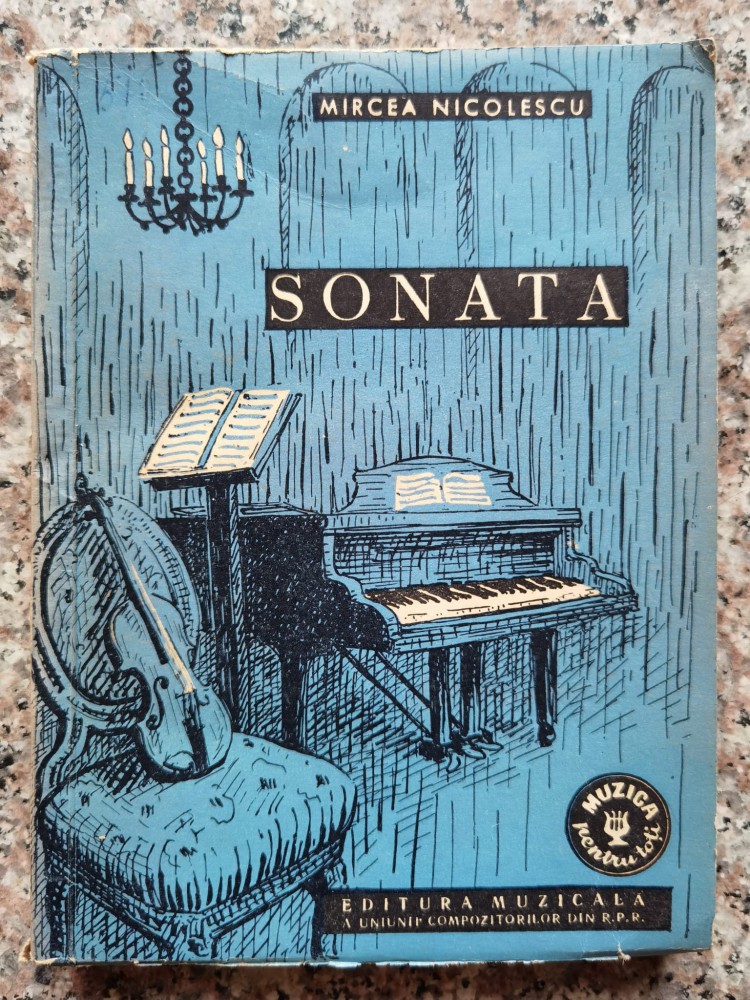 MIRCEA NICOLESCU
SONATA
MUZICA
pentru toți
EDITURA MUZICALĂ
A UNIUNII COMPOZITORILOR DIN R.P.R.